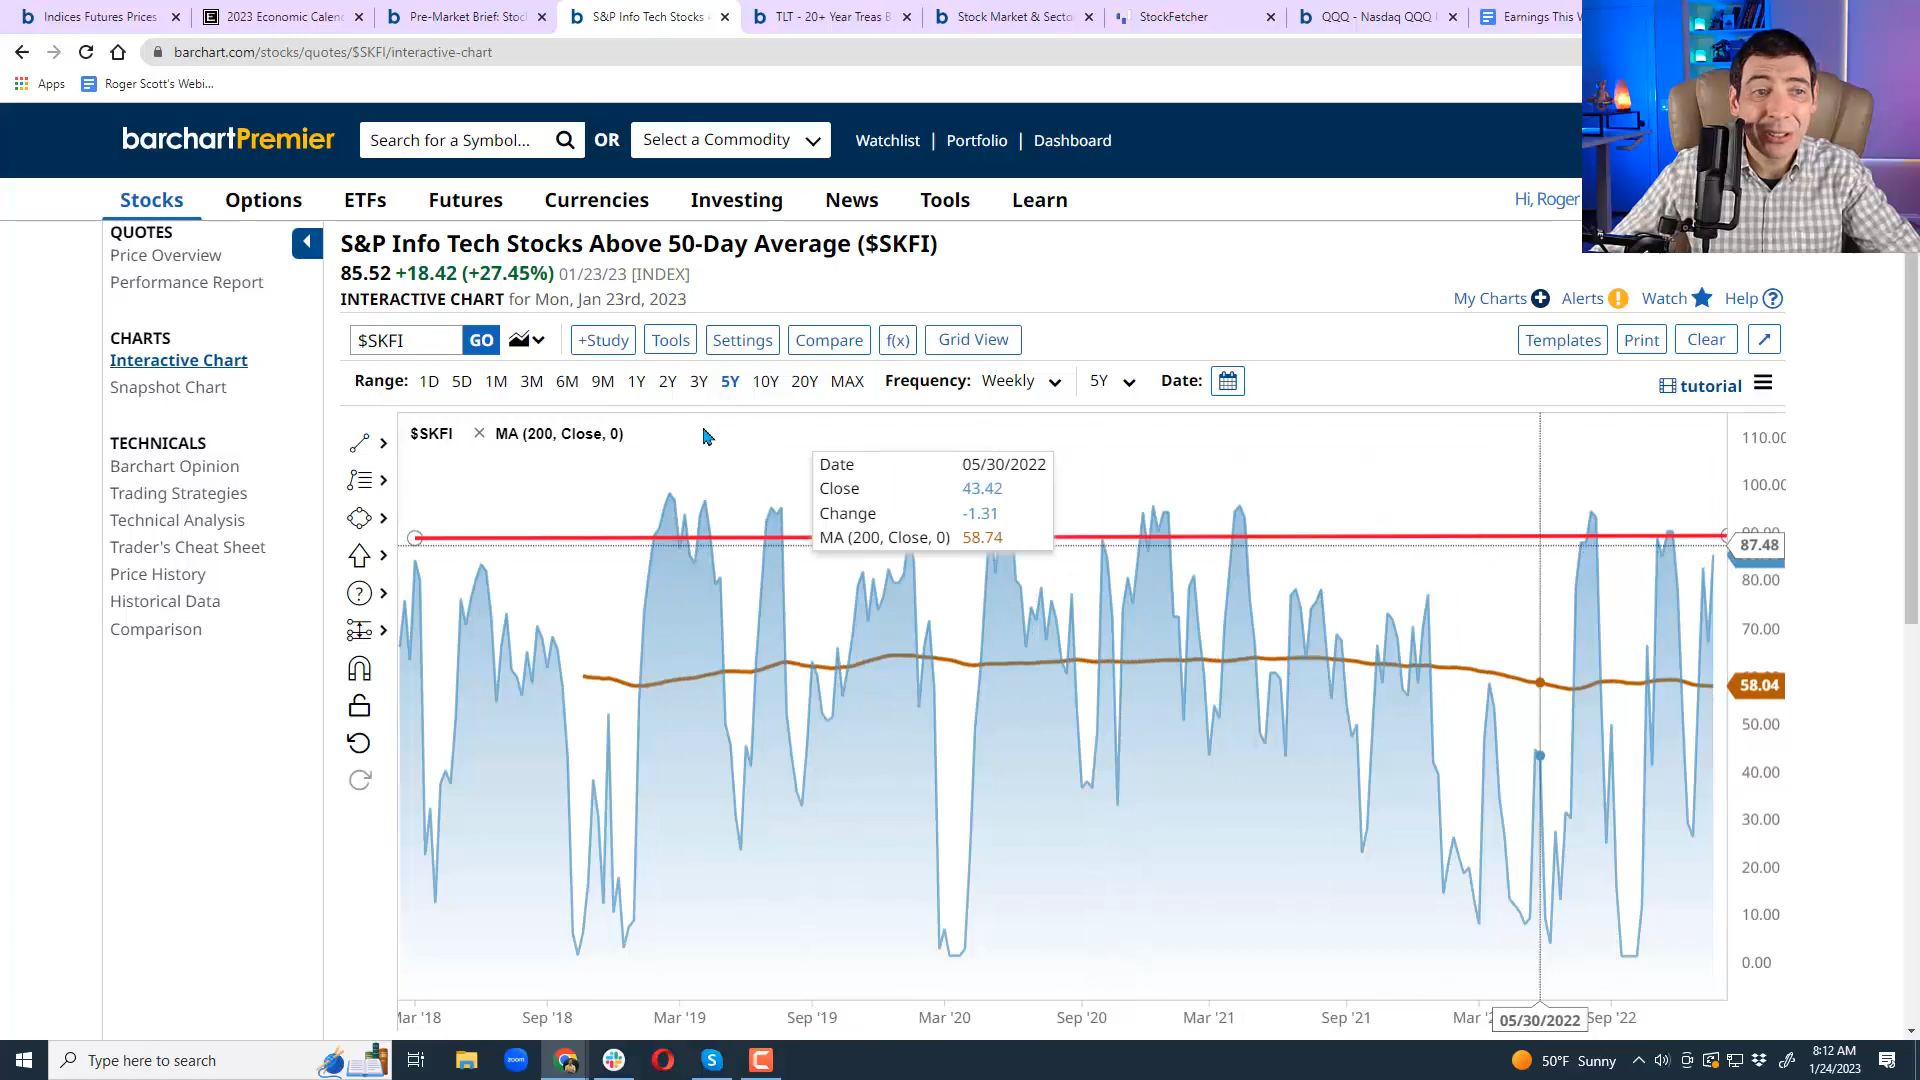 Indices Futures Prices
2023 Economic Calend
Pre-Market Brief: Stoc
S&P Info Tech Stocks
TLT - 20+ Year Treas B
Stock Market & Secto
StockFetcher
QQQ - Nasdaq QQQ
Earnings This W
barchart.com/stocks/quotes/$SKFI/interactive-chart
Apps
Roger Scott's Webi...
barchartPremier
Search for a Symbol...
OR
Select a Commodity
Watchlist | Portfolio | Dashboard
Stocks Options ETFs Futures Currencies Investing News Tools Learn
Hi, Roger
QUOTES
Price Overview
Performance Report
CHARTS
Interactive Chart
Snapshot Chart
TECHNICALS
Barchart Opinion
Trading Strategies
Technical Analysis
Trader's Cheat Sheet
Price History
Historical Data
Comparison
S&P Info Tech Stocks Above 50-Day Average ($SKFI)
85.52 +18.42 (+27.45%) 01/23/23 [INDEX]
INTERACTIVE CHART for Mon, Jan 23rd, 2023
My Charts Alerts Watch Help
$SKFI GO +Study Tools Settings Compare f(x) Grid View
Templates Print Clear
Range: 1D 5D 1M 3M 6M 9M 1Y 2Y 3Y 5Y 10Y 20Y MAX Frequency: Weekly 5Y Date:
tutorial
$SKFI × MA (200, Close, 0)
Date 05/30/2022
Close 43.42
Change -1.31
MA (200, Close, 0) 58.74
110.00
100.00
87.48
80.00
70.00
58.04
50.00
40.00
30.00
20.00
10.00
0.00
Mar '18 Sep '18 Mar '19 Sep '19 Mar '20 Sep '20 Mar '21 Sep '21 Mar '2 05/30/2022 Sep '22
Type here to search
zoom
50°F Sunny
8:12 AM
1/24/2023